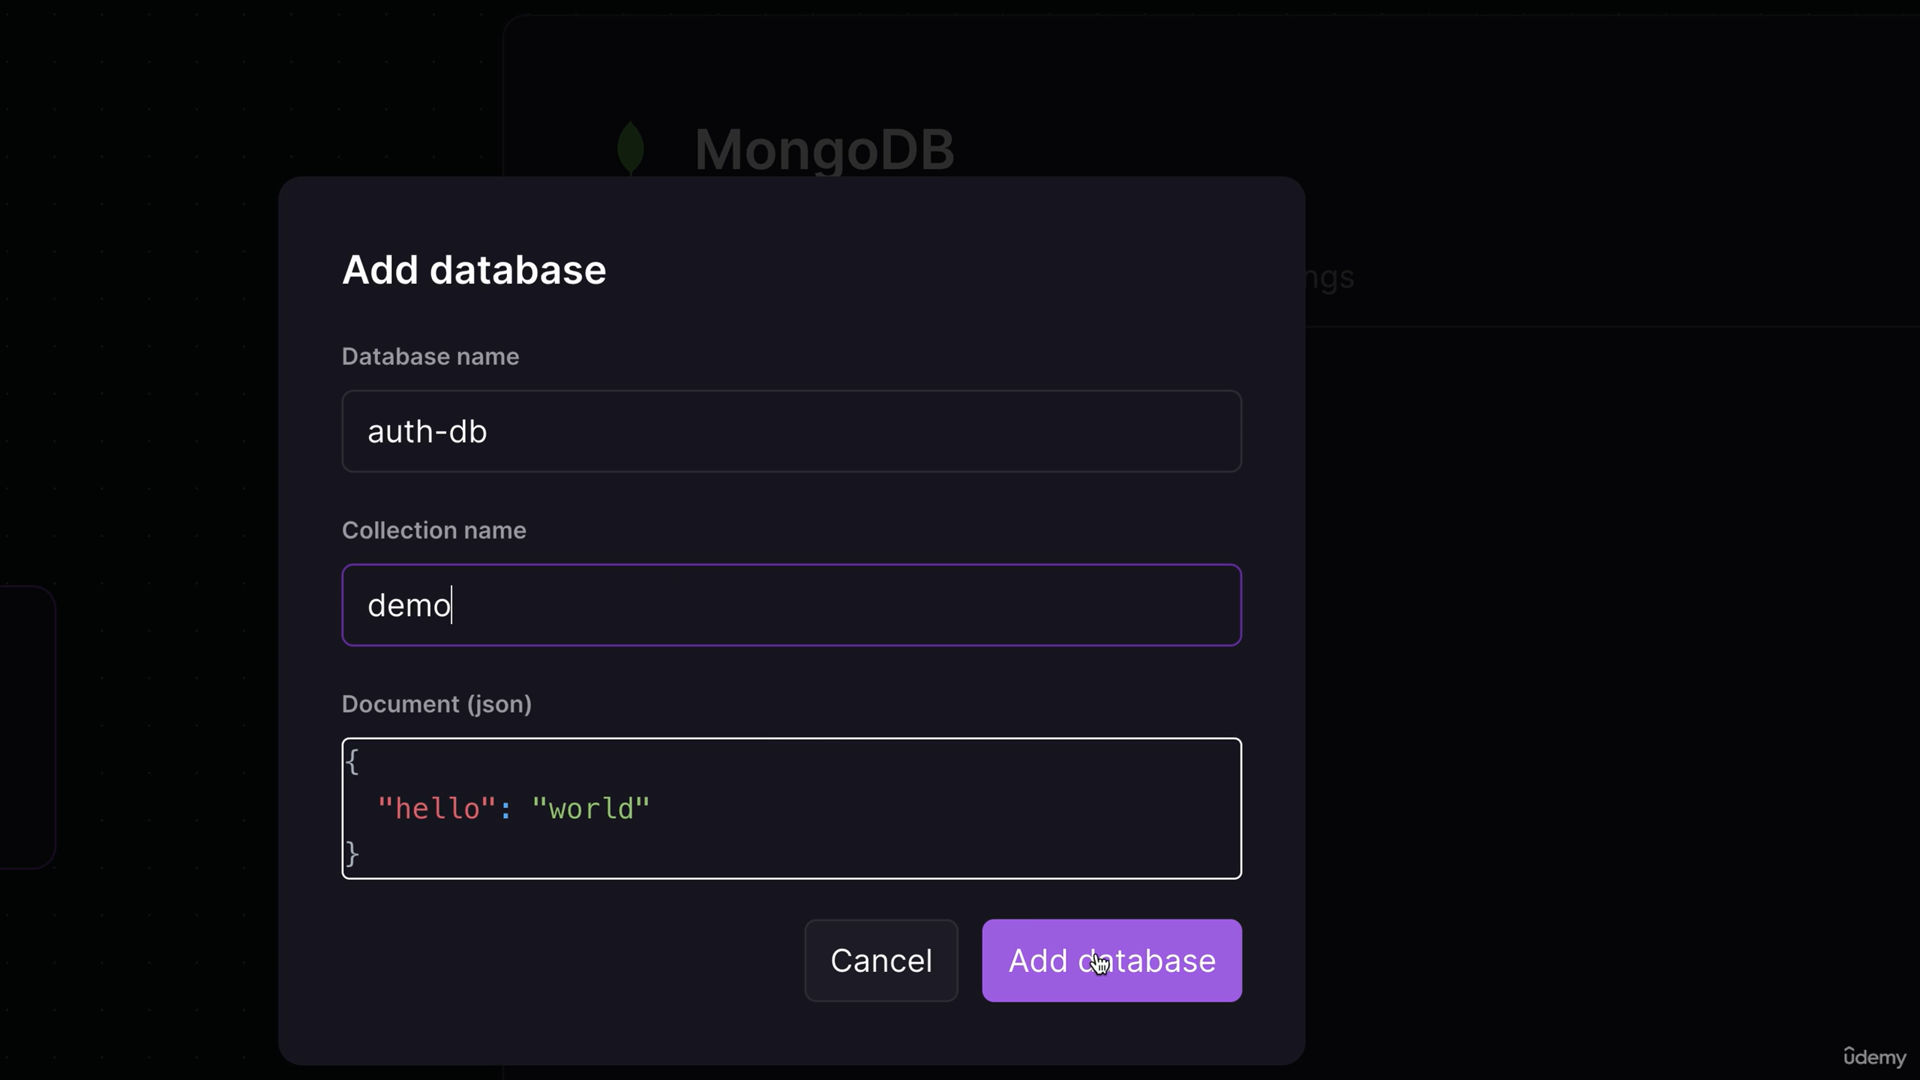 MongoDB
ngs
Add database
Database name
auth-db
Collection name
demo
Document (json)
{
"hello": "world"
}
Cancel
Add database
ûdemy